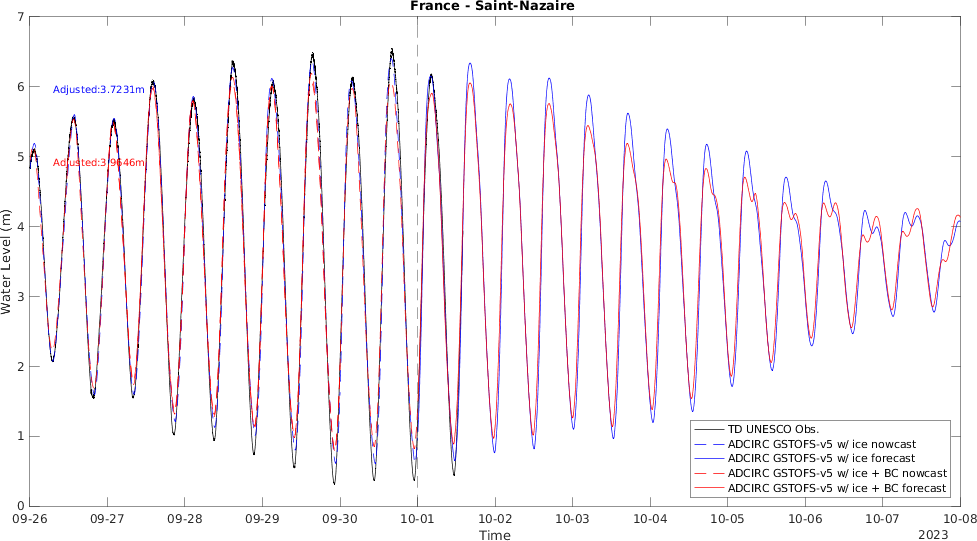 France - Saint-Nazaire
7
6
5
4
3
2
1
0
Water Level (m)
Adjusted:3.7231m
Adjusted:3.9646m
TD UNESCO Obs.
ADCIRC GSTOFS-v5 w/ ice nowcast
ADCIRC GSTOFS-v5 w/ ice forecast
ADCIRC GSTOFS-v5 w/ ice + BC nowcast
ADCIRC GSTOFS-v5 w/ ice + BC forecast
09-26 09-27 09-28 09-29 09-30 10-01 10-02 10-03 10-04 10-05 10-06 10-07 10-08
Time
2023